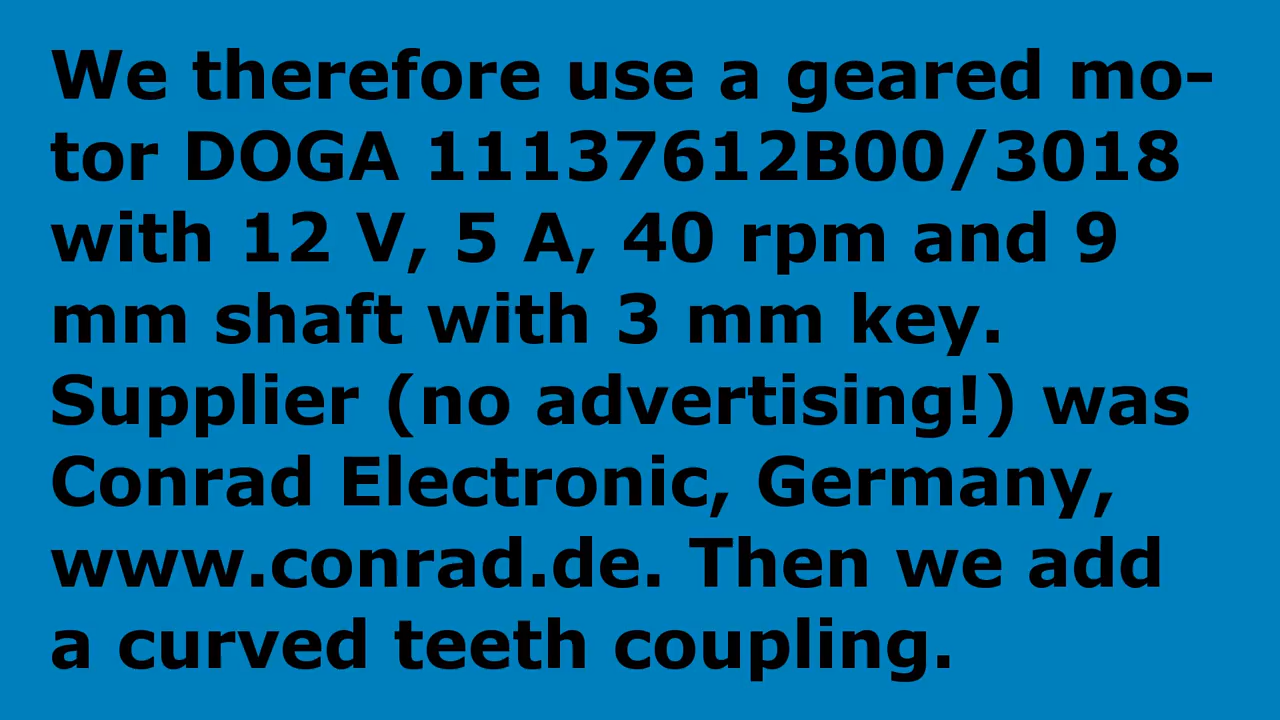 We therefore use a geared mo-
tor DOGA 11137612B00/3018
with 12 V, 5 A, 40 rpm and 9
mm shaft with 3 mm key.
Supplier (no advertising!) was
Conrad Electronic, Germany,
www.conrad.de. Then we add
a curved teeth coupling.